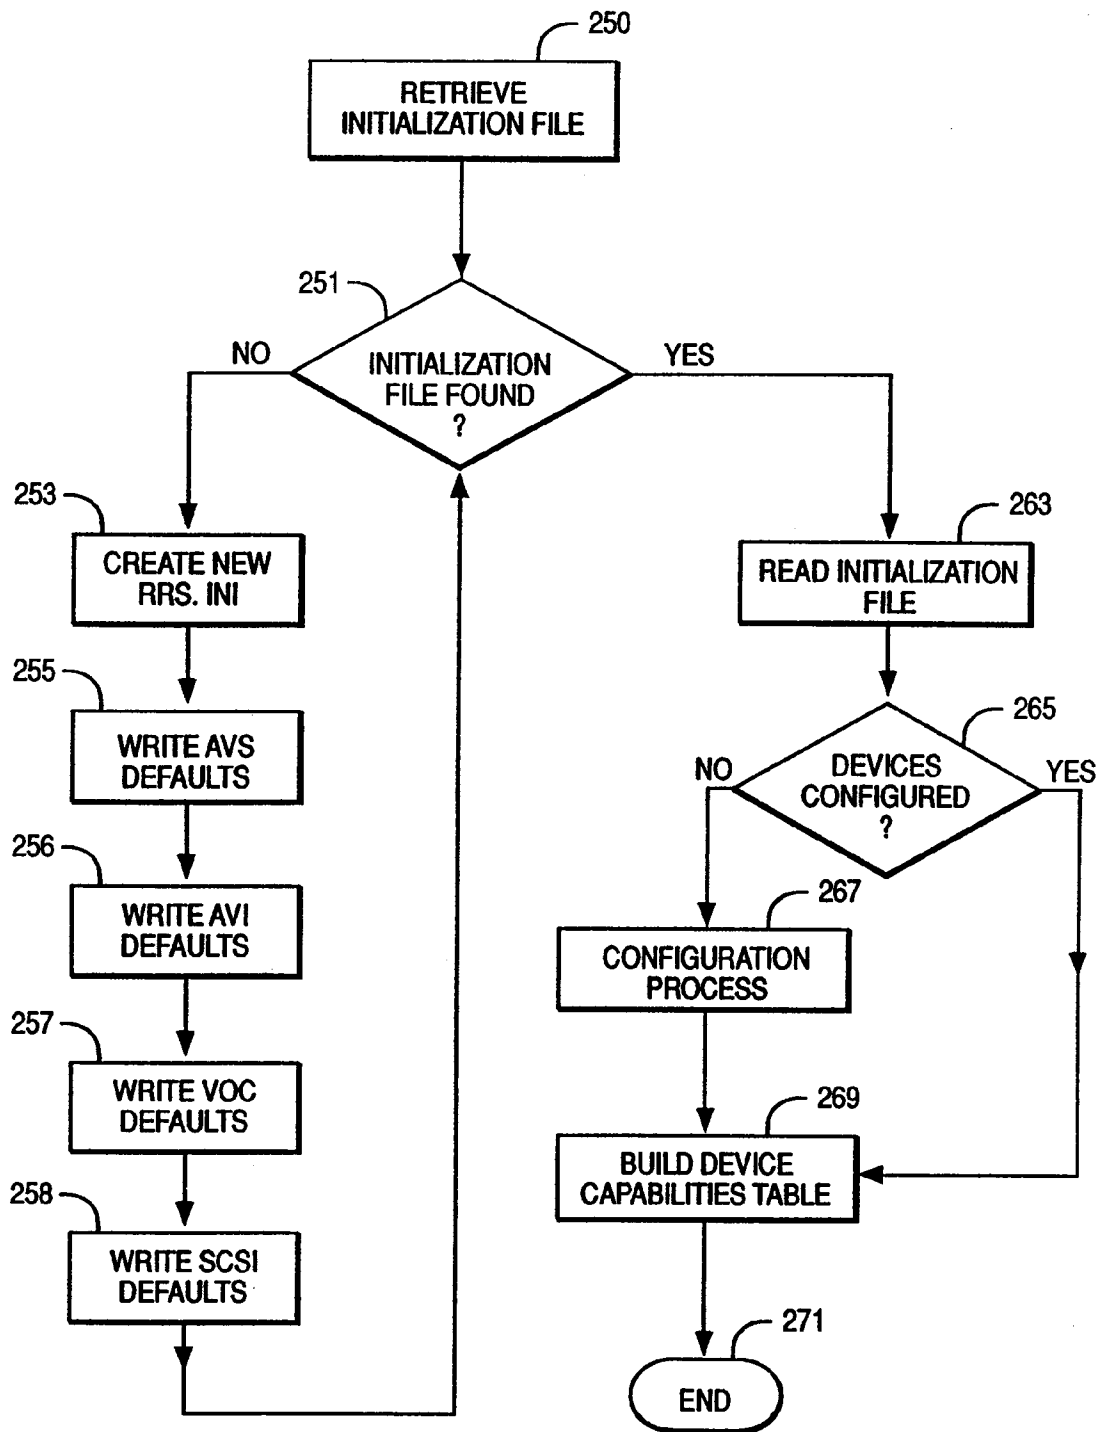 250
RETRIEVE
INITIALIZATION FILE
251
INITIALIZATION
FILE FOUND
?
NO
YES
253
CREATE NEW
RRS. INI
255
WRITE AVS
DEFAULTS
256
WRITE AVI
DEFAULTS
257
WRITE VOC
DEFAULTS
258
WRITE SCSI
DEFAULTS
263
READ INITIALIZATION
FILE
265
DEVICES
CONFIGURED
?
NO
YES
267
CONFIGURATION
PROCESS
269
BUILD DEVICE
CAPABILITIES TABLE
271
END